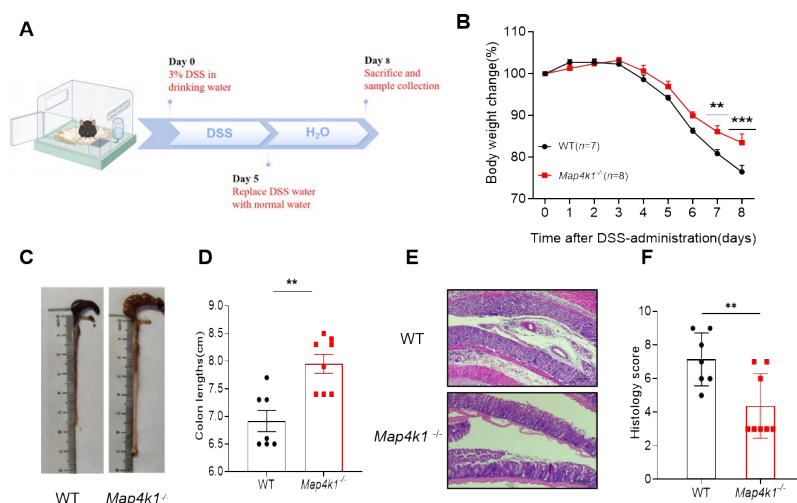 A
Day 0
3% DSS in
drinking water
Day 8
Sacrifice and
sample collection
DSS
H2O
Day 5
Replace DSS water
with normal water
B
Body weight change(%)
110
100
90
80
70
**
***
WT(n=7)
Map4k1-/-(n=8)
0 1 2 3 4 5 6 7 8
Time after DSS-administration(days)
C
WT
Map4k1-/-
D
Colon lengths(cm)
9.0
8.5
8.0
7.5
7.0
6.5
6.0
**
WT
Map4k1-/-
E
WT
Map4k1 -/-
F
Histology score
10
8
6
4
2
0
**
WT
Map4k1-/-